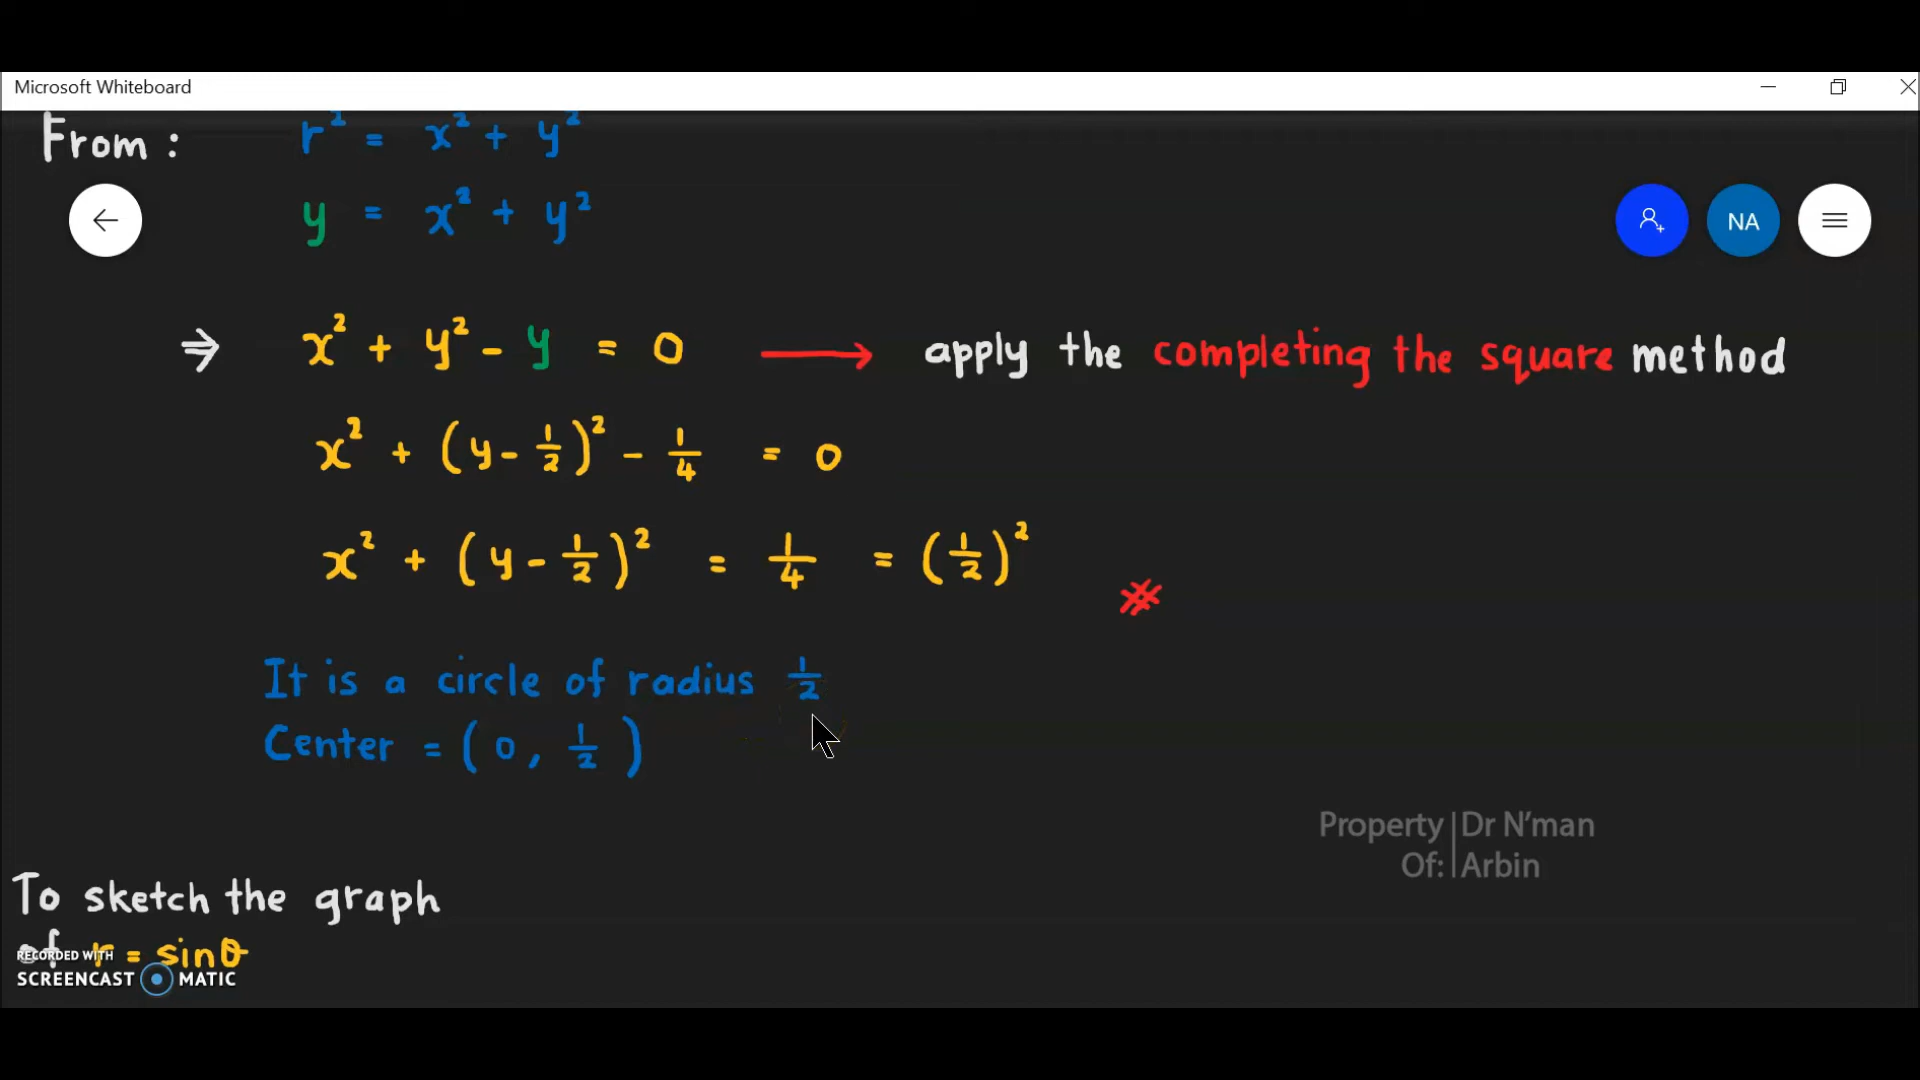 Microsoft Whiteboard
From : r² = x² + y²
y = x² + y²
NA
⇒ x² + y² - y = 0 ⟶ apply the completing the square method
x² + (y - 1/2)² - 1/4 = 0
x² + (y - 1/2)² = 1/4 = (1/2)²
It is a circle of radius 1/2
Center = (0, 1/2)
Property | Dr N'man
Of: | Arbin
To sketch the graph
of r = sinθ
RECORDED WITH
SCREENCAST MATIC